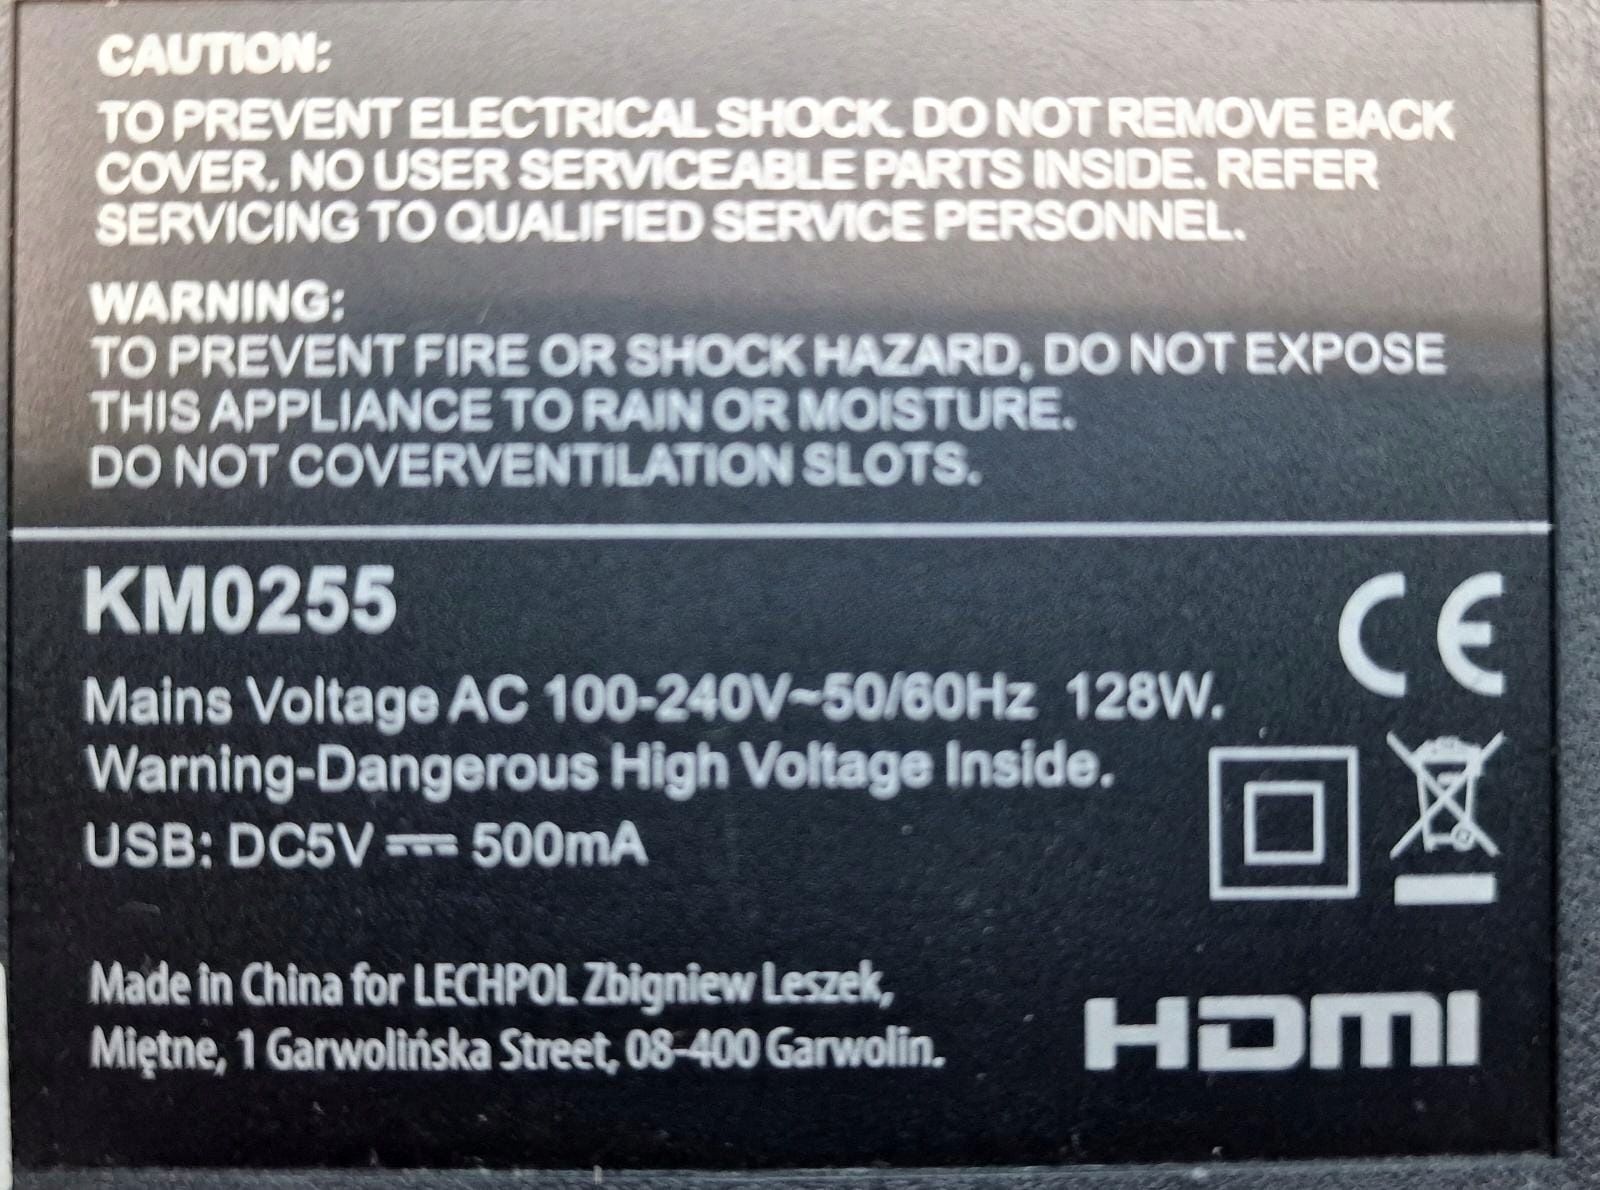 CAUTION:
TO PREVENT ELECTRICAL SHOCK. DO NOT REMOVE BACK
COVER. NO USER SERVICEABLE PARTS INSIDE. REFER
SERVICING TO QUALIFIED SERVICE PERSONNEL.
WARNING:
TO PREVENT FIRE OR SHOCK HAZARD, DO NOT EXPOSE
THIS APPLIANCE TO RAIN OR MOISTURE.
DO NOT COVERVENTILATION SLOTS.
KM0255
CE
Mains Voltage AC 100-240V~50/60Hz 128W.
Warning-Dangerous High Voltage Inside.
USB: DC5V ⎓ 500mA
Made in China for LECHPOL Zbigniew Leszek,
Miętne, 1 Garwolińska Street, 08-400 Garwolin.
HDMI